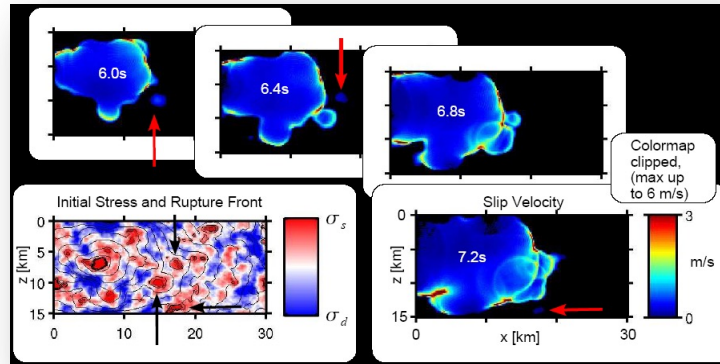 6.0s
6.4s
6.8s
Colormap
clipped,
(max up
to 6 m/s)
Initial Stress and Rupture Front
0
5
10
15
z [km]
0
10
20
30
σs
σd
Slip Velocity
0
z [km]
7.2s
15
0
x [km]
30
3
m/s
0